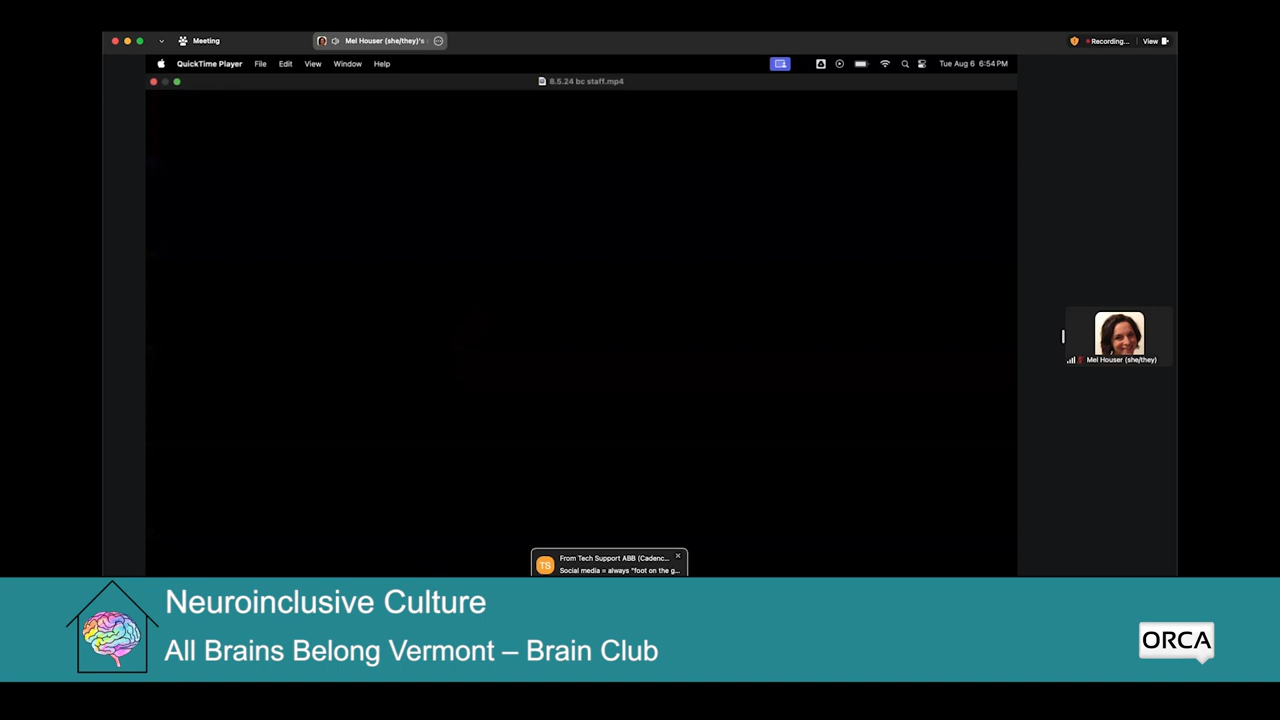 Meeting
Mel Houser (she/they)'s
Recording...
View
QuickTime Player File Edit View Window Help
Tue Aug 6 6:54 PM
8.5.24 bc staff.mp4
Mel Houser (she/they)
TS
From Tech Support ABB (Cadenc...
Social media = always "foot on the g...
Neuroinclusive Culture
All Brains Belong Vermont – Brain Club
ORCA